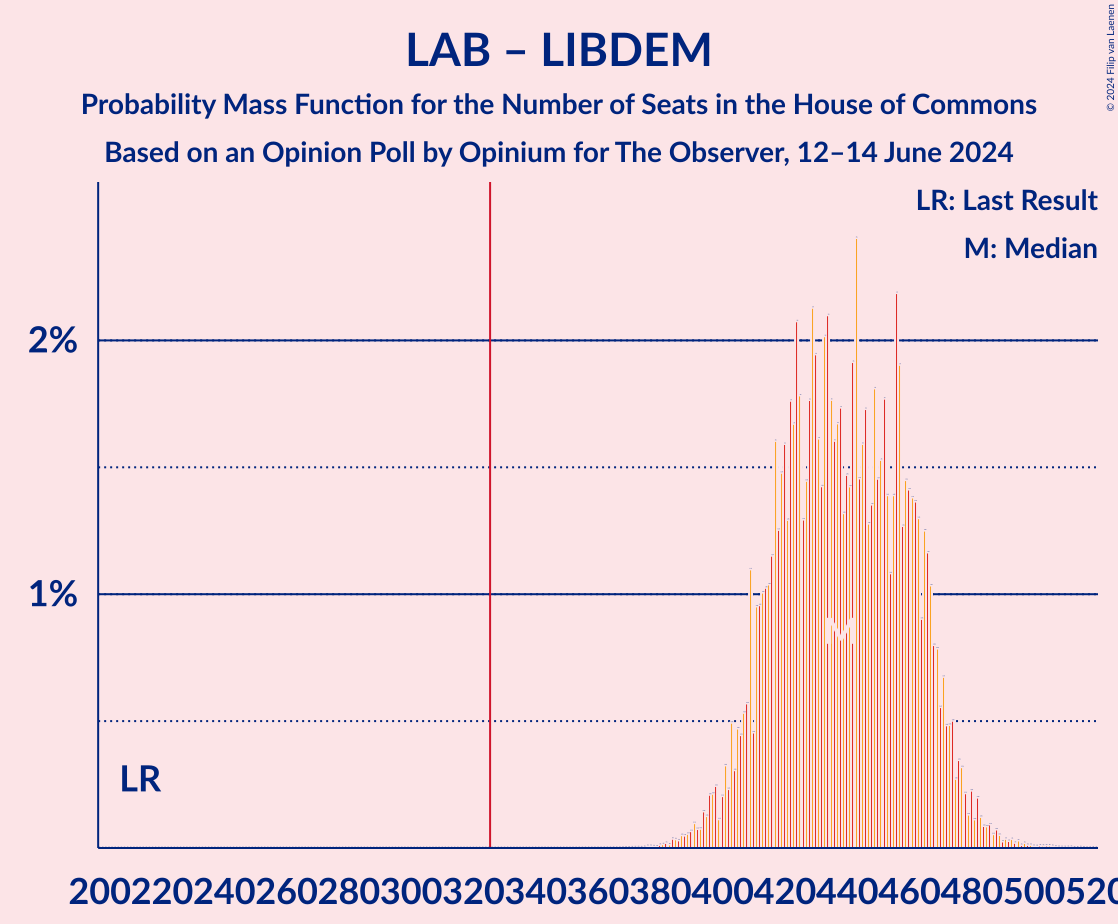 LAB – LIBDEM
Probability Mass Function for the Number of Seats in the House of Commons
Based on an Opinion Poll by Opinium for The Observer, 12–14 June 2024
© 2024 Filip van Laenen
LR: Last Result
M: Median
2%
1%
M
LR
200220240260280300320340360380400420440460480500520